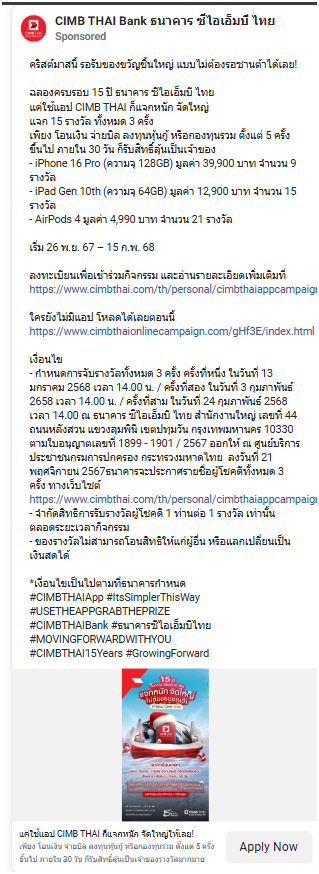 CIMB THAI Bank ธนาคาร ซีไอเอ็มบี ไทย
Sponsored
คริสต์มาสนี้ รอรับของขวัญชิ้นใหญ่ แบบไม่ต้องรอซานต้าได้เลย!
ฉลองครบรอบ 15 ปี ธนาคาร ซีไอเอ็มบี ไทย
แค่ใช้แอป CIMB THAI ก็แจกหนัก จัดใหญ่
แจก 15 รางวัล ทั้งหมด 3 ครั้ง
เพียง โอนเงิน จ่ายบิล ลงทุนหุ้นกู้ หรือกองทุนรวม ตั้งแต่ 5 ครั้ง
ขึ้นไป ภายใน 30 วัน ก็รับสิทธิ์ลุ้นเป็นเจ้าของ
- iPhone 16 Pro (ความจุ 128GB) มูลค่า 39,900 บาท จำนวน 9
รางวัล
- iPad Gen 10th (ความจุ 64GB) มูลค่า 12,900 บาท จำนวน 15
รางวัล
- AirPods 4 มูลค่า 4,990 บาท จำนวน 21 รางวัล
เริ่ม 26 พ.ย. 67 – 15 ก.พ. 68
ลงทะเบียนเพื่อเข้าร่วมกิจกรรม และอ่านรายละเอียดเพิ่มเติมที่
https://www.cimbthai.com/th/personal/cimbthaiappcampaign
ใครยังไม่มีแอป โหลดได้เลยตอนนี้
https://www.cimbthaionlinecampaign.com/gHf3E/index.html
เงื่อนไข
- กำหนดการจับรางวัลทั้งหมด 3 ครั้ง ครั้งที่หนึ่ง ในวันที่ 13
มกราคม 2568 เวลา 14.00 น. / ครั้งที่สอง ในวันที่ 3 กุมภาพันธ์
2658 เวลา 14.00 น. / ครั้งที่สาม ในวันที่ 24 กุมภาพันธ์ 2568
เวลา 14.00 ณ ธนาคาร ซีไอเอ็มบี ไทย สำนักงานใหญ่ เลขที่ 44
ถนนหลังสวน แขวงลุมพินี เขตปทุมวัน กรุงเทพมหานคร 10330
ตามใบอนุญาตเลขที่ 1899 - 1901 / 2567 ออกให้ ณ ศูนย์บริการ
ประชาชนกรมการปกครอง กระทรวงมหาดไทย ลงวันที่ 21
พฤศจิกายน 2567ธนาคารจะประกาศรายชื่อผู้โชคดีทั้งหมด 3
ครั้ง ทางเว็บไซต์
https://www.cimbthai.com/th/personal/cimbthaiappcampaign
- จำกัดสิทธิการรับรางวัลผู้โชคดี 1 ท่านต่อ 1 รางวัล เท่านั้น
ตลอดระยะเวลากิจกรรม
- ของรางวัลไม่สามารถโอนสิทธิให้แก่ผู้อื่น หรือแลกเปลี่ยนเป็น
เงินสดได้
*เงื่อนไขเป็นไปตามที่ธนาคารกำหนด
#CIMBTHAIApp #ItsSimplerThisWay
#USETHEAPPGRABTHEPRIZE
#CIMBTHAIBank #ธนาคารซีไอเอ็มบีไทย
#MOVINGFORWARDWITHYOU
#CIMBTHAI15Years #GrowingForward
15 ปี
แจกหนัก จัดใหญ่
ไม่ต้องรอซานต้า
แค่ใช้แอป CIMB THAI ก็แจกหนัก จัดใหญ่ให้เลย!
เพียง โอนเงิน จ่ายบิล ลงทุนหุ้นกู้ หรือกองทุนรวม ตั้งแต่ 5 ครั้ง
ขึ้นไป ภายใน 30 วัน ก็รับสิทธิ์ลุ้นเป็นเจ้าของรางวัลมากมาย
Apply Now